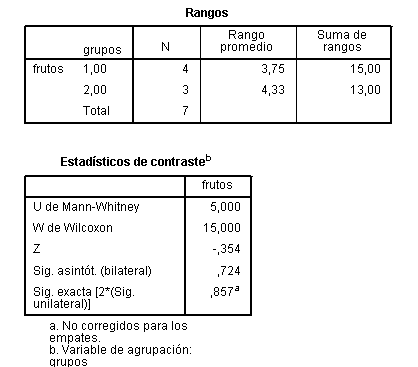 Rangos
grupos N Rango promedio Suma de rangos
frutos 1,00 4 3,75 15,00
2,00 3 4,33 13,00
Total 7
Estadísticos de contrasteb
frutos
U de Mann-Whitney 5,000
W de Wilcoxon 15,000
Z -,354
Sig. asintót. (bilateral) ,724
Sig. exacta [2*(Sig. unilateral)] ,857a
a. No corregidos para los
empates.
b. Variable de agrupación:
grupos